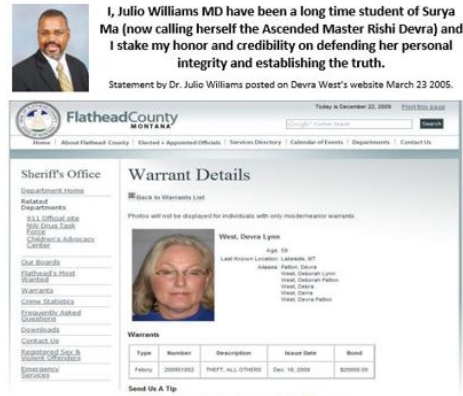 I, Julio Williams MD have been a long time student of Surya
Ma (now calling herself the Ascended Master Rishi Devra) and
I stake my honor and credibility on defending her personal
integrity and establishing the truth.
Statement by Dr. Julio Williams posted on Devra West's website March 23 2005.
FlatheadCounty
MONTANA
Today is December 22, 2009 Print this page
Search
Home | About Flathead County | Elected + Appointed Officials | Services Directory | Calendar of Events | Departments | Contact Us
Sheriff's Office
Department Home
Related
Departments
911 Official site
NW Drug Task
Force
Children's Advocacy
Center
Our Boards
Flathead's Most
Wanted
Warrants
Crime Statistics
Frequently Asked
Questions
Downloads
Contact Us
Registered Sex &
Violent Offenders
Emergency
Services
Warrant Details
Back to Warrants List
Photos will not be displayed for individuals with only misdemeanor warrants.
West, Devra Lynn
Age: 59
Last Known Location: Lakeside, MT
Aliases: Patton, Devra
West, Deborah Lynn
West, Deborah Patton
West, Debra
West, Derra
West, Devra Patton
Warrants
Type Number Description Issue Date Bond
Felony THEFT, ALL OTHERS Dec. 16, 2009
Send Us A Tip